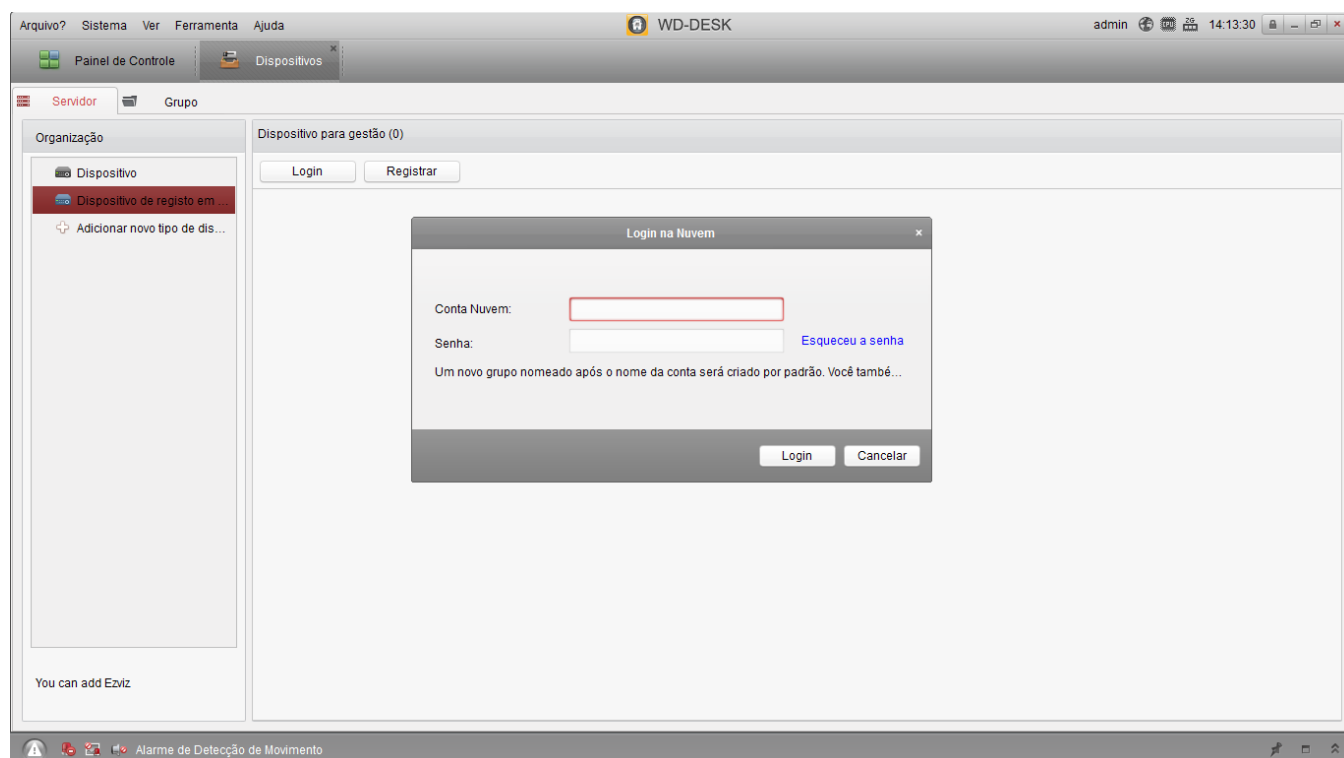 Arquivo? Sistema Ver Ferramenta Ajuda
WD-DESK
admin 2G 14:13:30
Painel de Controle
Dispositivos
Servidor Grupo
Organização
Dispositivo para gestão (0)
Dispositivo
Dispositivo de registo em ...
Adicionar novo tipo de dis...
Login Registrar
Login na Nuvem
Conta Nuvem:
Senha:
Esqueceu a senha
Um novo grupo nomeado após o nome da conta será criado por padrão. Você també...
Login Cancelar
You can add Ezviz
Alarme de Detecção de Movimento